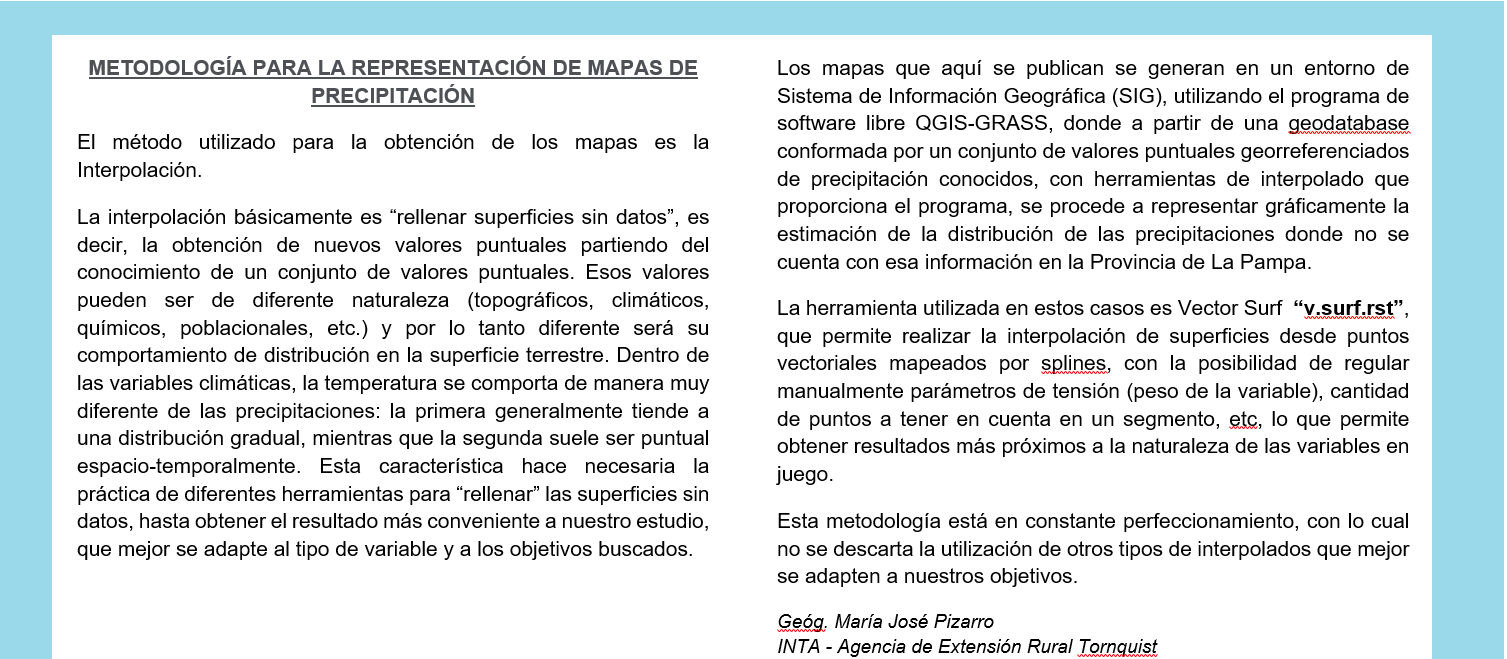 METODOLOGÍA PARA LA REPRESENTACIÓN DE MAPAS DE
PRECIPITACIÓN
El método utilizado para la obtención de los mapas es la
Interpolación.
La interpolación básicamente es “rellenar superficies sin datos”, es
decir, la obtención de nuevos valores puntuales partiendo del
conocimiento de un conjunto de valores puntuales. Esos valores
pueden ser de diferente naturaleza (topográficos, climáticos,
químicos, poblacionales, etc.) y por lo tanto diferente será su
comportamiento de distribución en la superficie terrestre. Dentro de
las variables climáticas, la temperatura se comporta de manera muy
diferente de las precipitaciones: la primera generalmente tiende a
una distribución gradual, mientras que la segunda suele ser puntual
espacio-temporalmente. Esta característica hace necesaria la
práctica de diferentes herramientas para “rellenar” las superficies sin
datos, hasta obtener el resultado más conveniente a nuestro estudio,
que mejor se adapte al tipo de variable y a los objetivos buscados.
Los mapas que aquí se publican se generan en un entorno de
Sistema de Información Geográfica (SIG), utilizando el programa de
software libre QGIS-GRASS, donde a partir de una geodatabase
conformada por un conjunto de valores puntuales georreferenciados
de precipitación conocidos, con herramientas de interpolado que
proporciona el programa, se procede a representar gráficamente la
estimación de la distribución de las precipitaciones donde no se
cuenta con esa información en la Provincia de La Pampa.
La herramienta utilizada en estos casos es Vector Surf “v.surf.rst”,
que permite realizar la interpolación de superficies desde puntos
vectoriales mapeados por splines, con la posibilidad de regular
manualmente parámetros de tensión (peso de la variable), cantidad
de puntos a tener en cuenta en un segmento, etc, lo que permite
obtener resultados más próximos a la naturaleza de las variables en
juego.
Esta metodología está en constante perfeccionamiento, con lo cual
no se descarta la utilización de otros tipos de interpolados que mejor
se adapten a nuestros objetivos.
Geóg. María José Pizarro
INTA - Agencia de Extensión Rural Tornquist